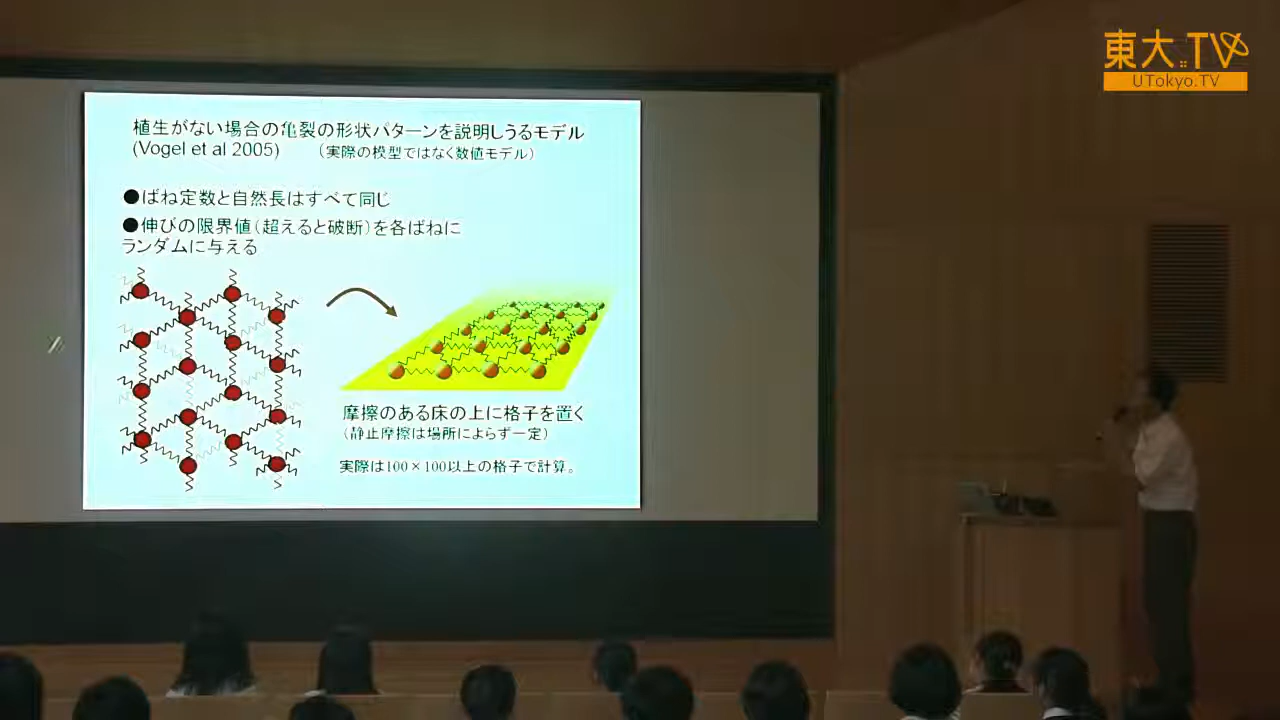 東大TV
UTokyo.TV
植生がない場合の亀裂の形状パターンを説明しうるモデル
(Vogel et al 2005) （実際の模型ではなく数値モデル）
●ばね定数と自然長はすべて同じ
●伸びの限界値（超えると破断）を各ばねに
ランダムに与える
摩擦のある床の上に格子を置く
（静止摩擦は場所によらず一定）
実際は100×100以上の格子で計算。